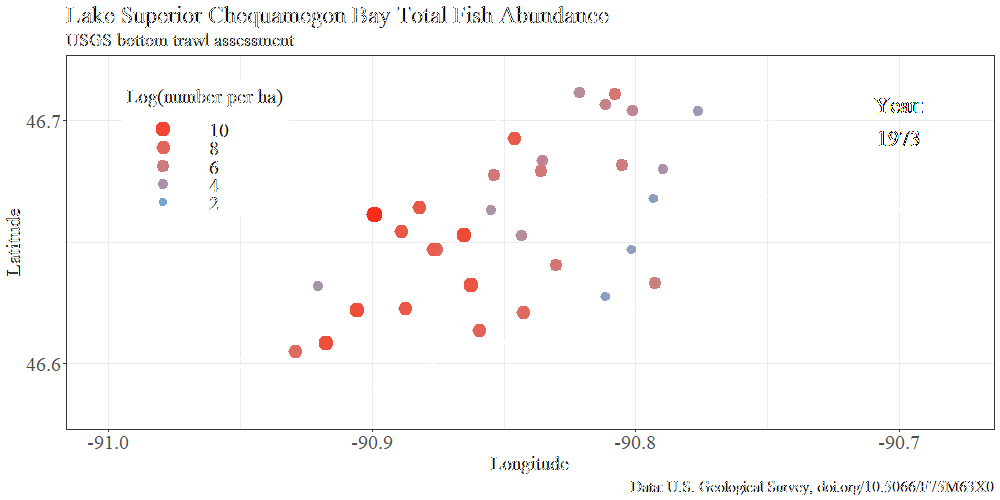 Lake Superior Chequamegon Bay Total Fish Abundance
USGS bottom trawl assessment
Log(number per ha)
10
8
6
4
2
Year:
1973
46.7
46.6
Latitude
-91.0
-90.9
-90.8
-90.7
Longitude
Data: U.S. Geological Survey, doi.org/10.5066/F75M63X0